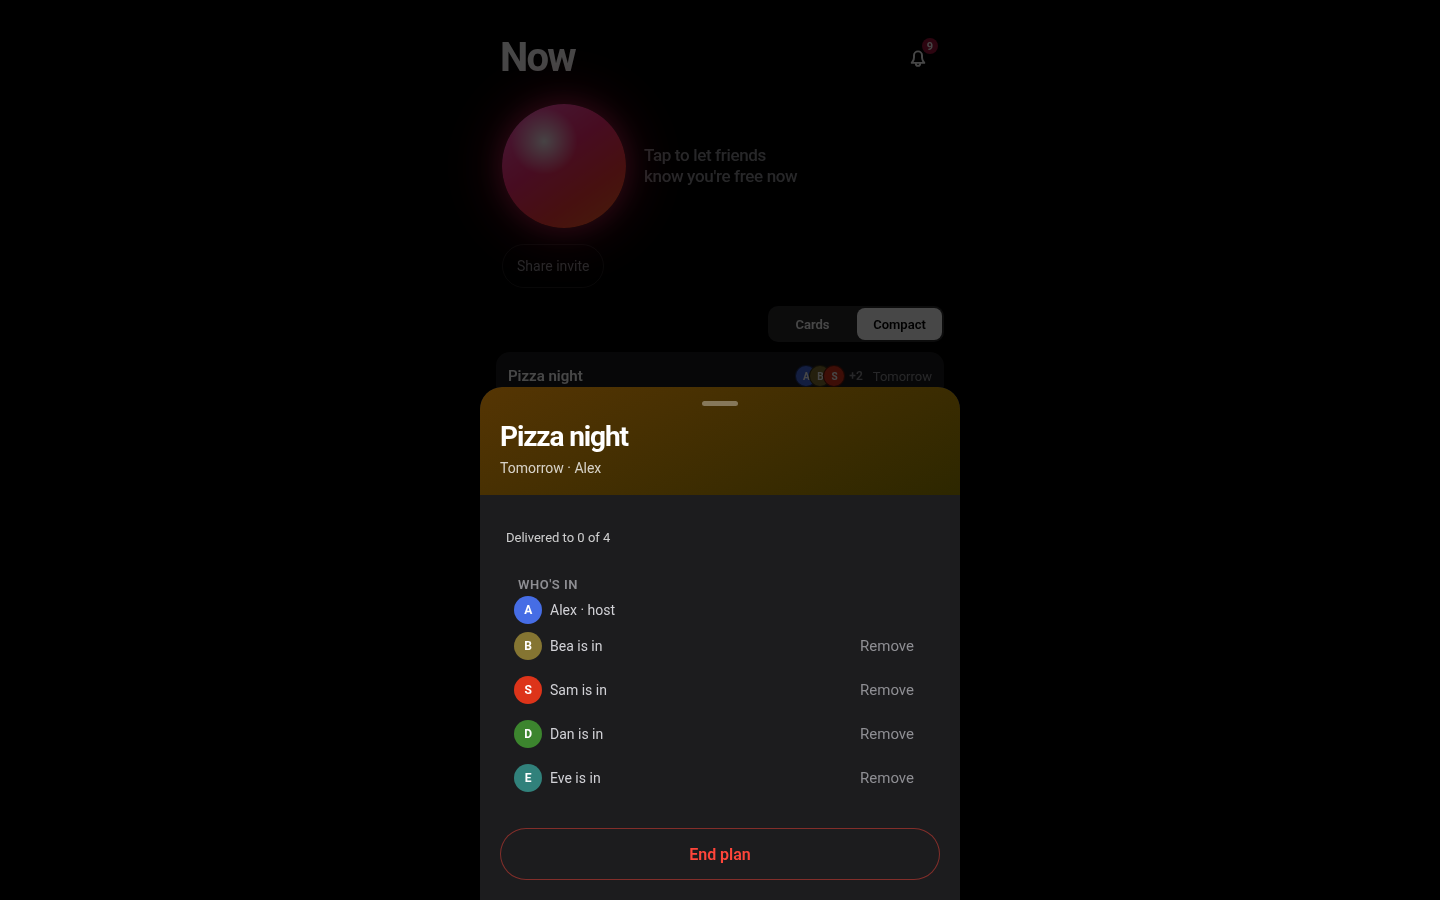 Now
9
Tap to let friends
know you're free now
Share invite
Cards Compact
Pizza night A B S +2 Tomorrow
Pizza night
Tomorrow · Alex
Delivered to 0 of 4
WHO'S IN
A Alex · host
B Bea is in Remove
S Sam is in Remove
D Dan is in Remove
E Eve is in Remove
End plan